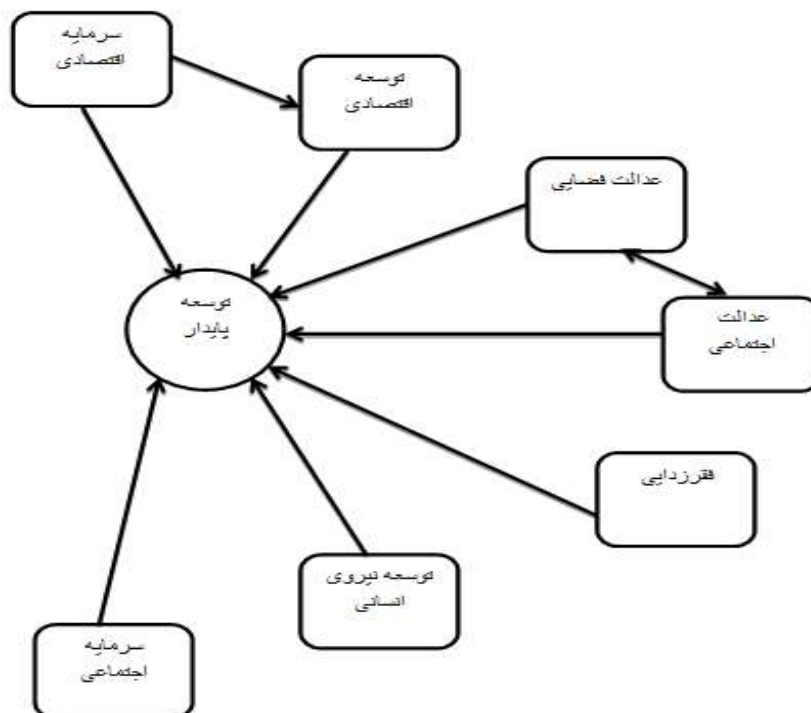 سرمایه
اقتصادی
توسعه
اقتصادی
عدالت فضایی
عدالت
اجتماعی
توسعه
پایدار
فقرزدایی
توسعه نیروی
انسانی
سرمایه
اجتماعی